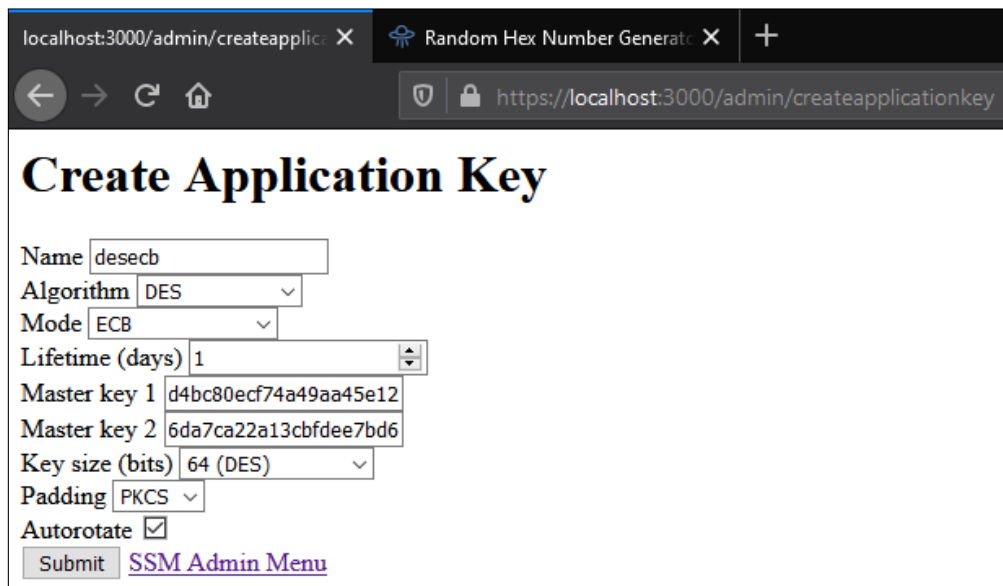 localhost:3000/admin/createapplica
Random Hex Number Generato
https://localhost:3000/admin/createapplicationkey
Create Application Key
Name desecb
Algorithm DES
Mode ECB
Lifetime (days) 1
Master key 1 d4bc80ecf74a49aa45e12
Master key 2 6da7ca22a13cbfdee7bd6
Key size (bits) 64 (DES)
Padding PKCS
Autorotate
Submit SSM Admin Menu